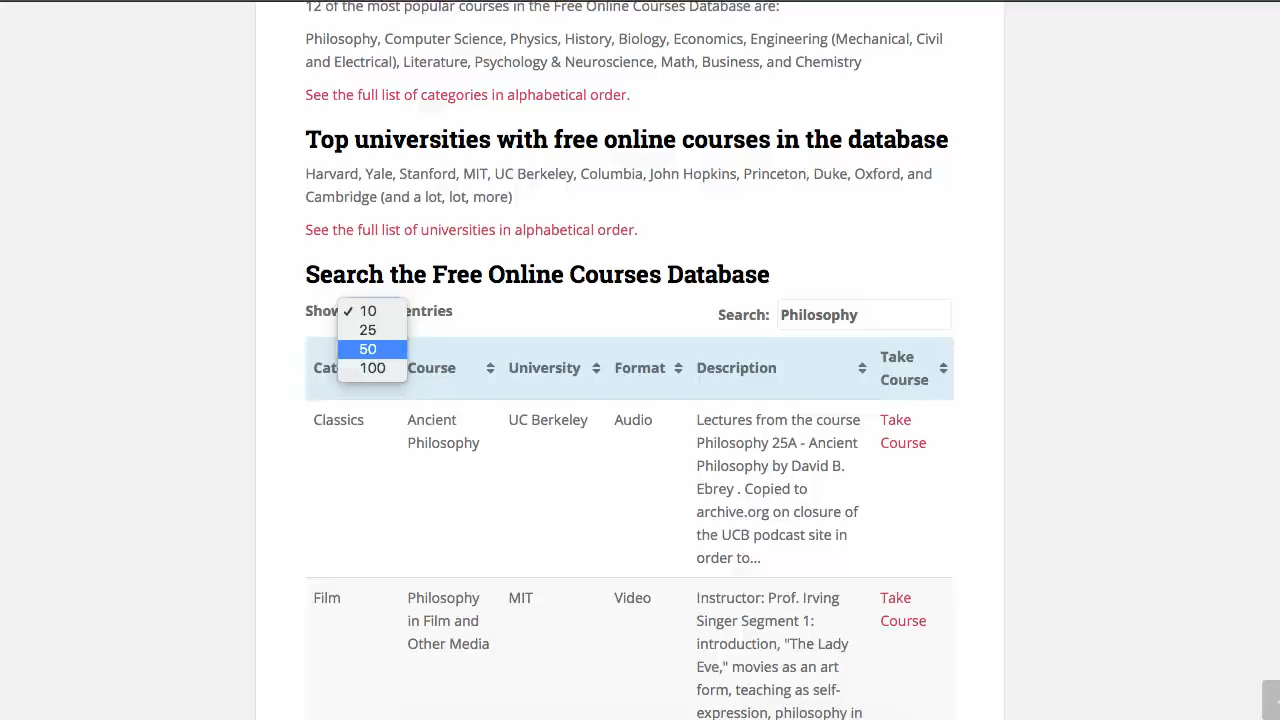 12 of the most popular courses in the Free Online Courses Database are:
Philosophy, Computer Science, Physics, History, Biology, Economics, Engineering (Mechanical, Civil
and Electrical), Literature, Psychology & Neuroscience, Math, Business, and Chemistry
See the full list of categories in alphabetical order.
Top universities with free online courses in the database
Harvard, Yale, Stanford, MIT, UC Berkeley, Columbia, John Hopkins, Princeton, Duke, Oxford, and
Cambridge (and a lot, lot, more)
See the full list of universities in alphabetical order.
Search the Free Online Courses Database
Show ✓ 10 entries
25
50
100
Search: Philosophy
Cat Course University Format Description Take
Course
Classics Ancient UC Berkeley Audio Lectures from the course Take
Philosophy Philosophy 25A - Ancient Course
Philosophy by David B.
Ebrey . Copied to
archive.org on closure of
the UCB podcast site in
order to...
Film Philosophy MIT Video Instructor: Prof. Irving Take
in Film and Singer Segment 1: Course
Other Media introduction, "The Lady
Eve," movies as an art
form, teaching as self-
expression, philosophy in